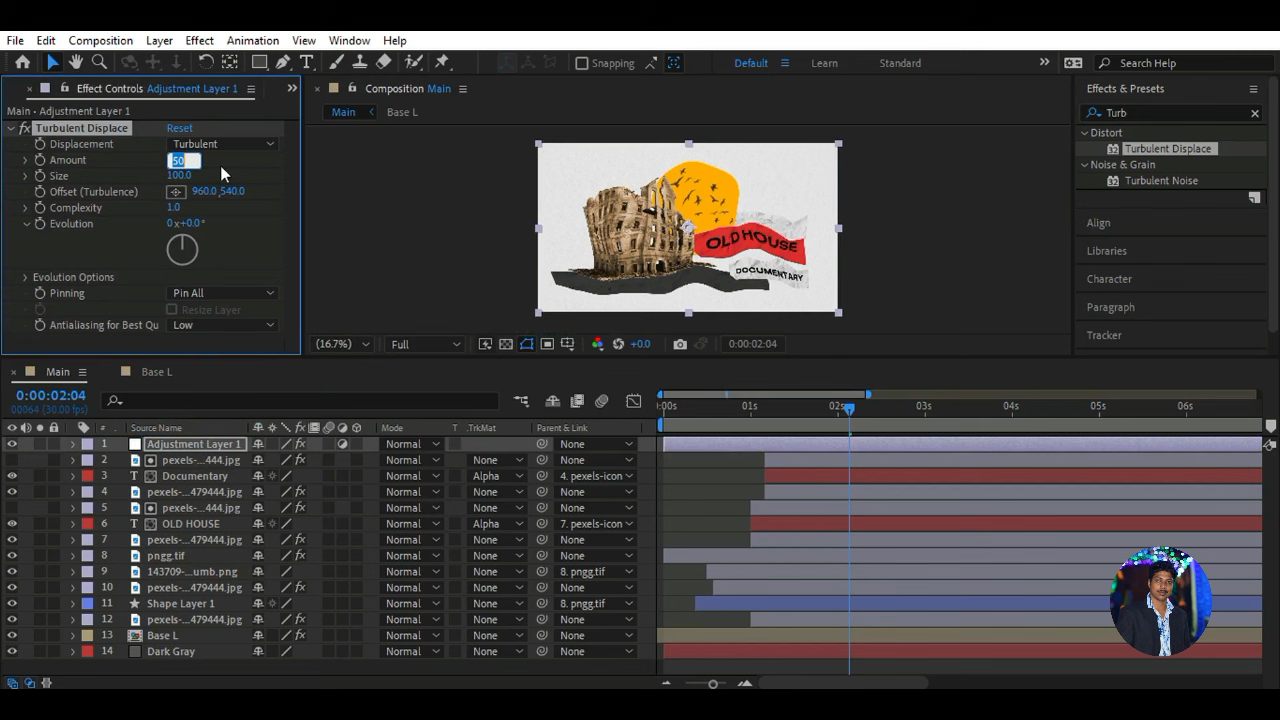 File Edit Composition Layer Effect Animation View Window Help
Snapping Default Learn Standard Search Help
Effect Controls Adjustment Layer 1
Main - Adjustment Layer 1
fx Turbulent Displace Reset
Displacement Turbulent
Amount 50
Size 100.0
Offset (Turbulence) 960.0, 540.0
Complexity 1.0
Evolution 0 x+0.0 °
Evolution Options
Pinning Pin All
Resize Layer
Antialiasing for Best Qu Low
Composition Main
Main Base L
OLD HOUSE
DOCUMENTARY
(16.7%) Full +0.0 0:00:02:04
Effects & Presets
Turb
Distort
Turbulent Displace
Noise & Grain
Turbulent Noise
Align
Libraries
Character
Paragraph
Tracker
Main Base L
0:00:02:04
00064 (30.00 fps)
:00s 01s 02s 03s 04s 05s 06s
# Source Name Mode T .TrkMat Parent & Link
1 Adjustment Layer 1 Normal None
2 pexels-...444.jpg Normal None None
3 T Documentary Normal Alpha 4. pexels-icon
4 pexels-...479444.jpg Normal None None
5 pexels-...444.jpg Normal None None
6 T OLD HOUSE Normal Alpha 7. pexels-icon
7 pexels-...479444.jpg Normal None None
8 pngg.tif Normal None None
9 143709-...umb.png Normal None 8. pngg.tif
10 pexels-...479444.jpg Normal None None
11 Shape Layer 1 Normal None 8. pngg.tif
12 pexels-...479444.jpg Normal None None
13 Base L Normal None None
14 Dark Gray Normal None None